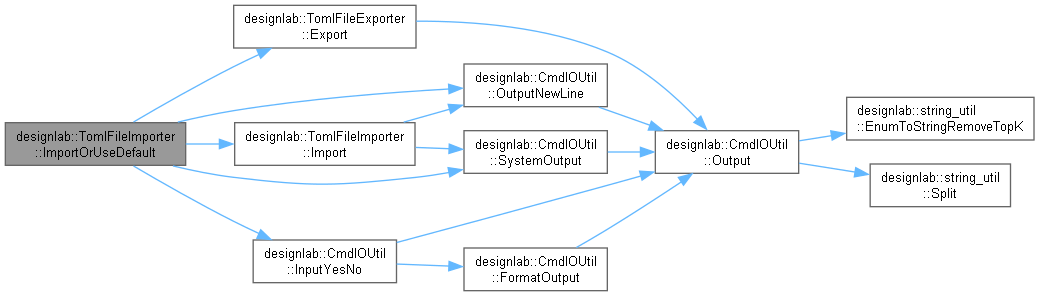 designlab::TomlFileImporter
::ImportOrUseDefault
designlab::TomlFileExporter
::Export
designlab::CmdIOUtil
::OutputNewLine
designlab::TomlFileImporter
::Import
designlab::CmdIOUtil
::SystemOutput
designlab::CmdIOUtil
::InputYesNo
designlab::CmdIOUtil
::FormatOutput
designlab::CmdIOUtil
::Output
designlab::string_util
::EnumToStringRemoveTopK
designlab::string_util
::Split